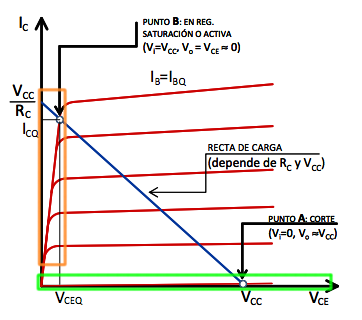 I_C
PUNTO B: EN REG.
SATURACIÓN O ACTIVA
(V_i=V_CC, V_o = V_CE ≈ 0)
I_B=I_BQ
V_CC
R_C
I_CQ
RECTA DE CARGA
(depende de R_C y V_CC)
PUNTO A: CORTE
(V_i=0, V_o ≈V_CC)
V_CEQ
V_CC
V_CE